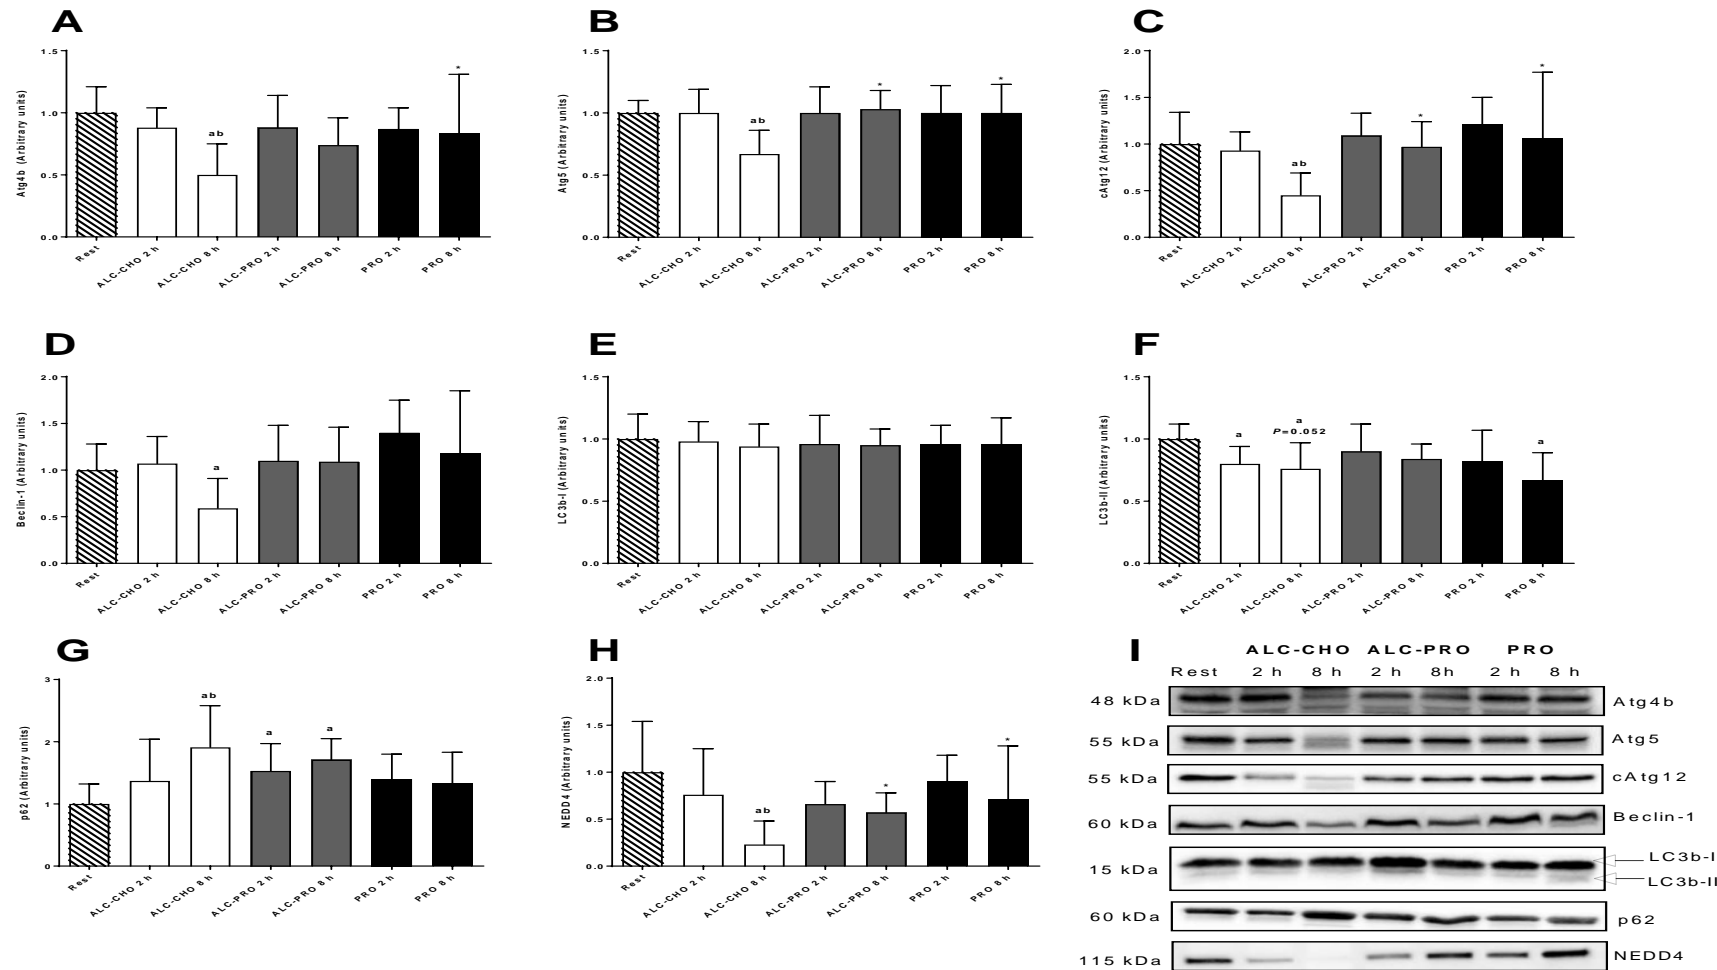 A
Atg4b (Arbitrary units)
1.5
1.0
0.5
0.0
ab
*
Rest
ALC-CHO 2 h
ALC-CHO 8 h
ALC-PRO 2 h
ALC-PRO 8 h
PRO 2 h
PRO 8 h
B
Atg5 (Arbitrary units)
1.5
1.0
0.5
0.0
ab
*
*
Rest
ALC-CHO 2 h
ALC-CHO 8 h
ALC-PRO 2 h
ALC-PRO 8 h
PRO 2 h
PRO 8 h
C
cAtg12 (Arbitrary units)
2.0
1.5
1.0
0.5
0.0
ab
*
*
Rest
ALC-CHO 2 h
ALC-CHO 8 h
ALC-PRO 2 h
ALC-PRO 8 h
PRO 2 h
PRO 8 h
D
Beclin-1 (Arbitrary units)
2.0
1.5
1.0
0.5
0.0
a
Rest
ALC-CHO 2 h
ALC-CHO 8 h
ALC-PRO 2 h
ALC-PRO 8 h
PRO 2 h
PRO 8 h
E
LC3b-I (Arbitrary units)
1.5
1.0
0.5
0.0
Rest
ALC-CHO 2 h
ALC-CHO 8 h
ALC-PRO 2 h
ALC-PRO 8 h
PRO 2 h
PRO 8 h
F
LC3b-II (Arbitrary units)
1.5
1.0
0.5
0.0
a
a
P=0.052
a
Rest
ALC-CHO 2 h
ALC-CHO 8 h
ALC-PRO 2 h
ALC-PRO 8 h
PRO 2 h
PRO 8 h
G
p62 (Arbitrary units)
3
2
1
0
ab
a
a
Rest
ALC-CHO 2 h
ALC-CHO 8 h
ALC-PRO 2 h
ALC-PRO 8 h
PRO 2 h
PRO 8 h
H
NEDD4 (Arbitrary units)
2.0
1.5
1.0
0.5
0.0
ab
*
*
Rest
ALC-CHO 2 h
ALC-CHO 8 h
ALC-PRO 2 h
ALC-PRO 8 h
PRO 2 h
PRO 8 h
I
ALC-CHO ALC-PRO PRO
Rest 2 h 8h 2 h 8h 2 h 8 h
48 kDa Atg4b
55 kDa Atg5
55 kDa cAtg12
60 kDa Beclin-1
15 kDa LC3b-I
LC3b-II
60 kDa p62
115 kDa NEDD4